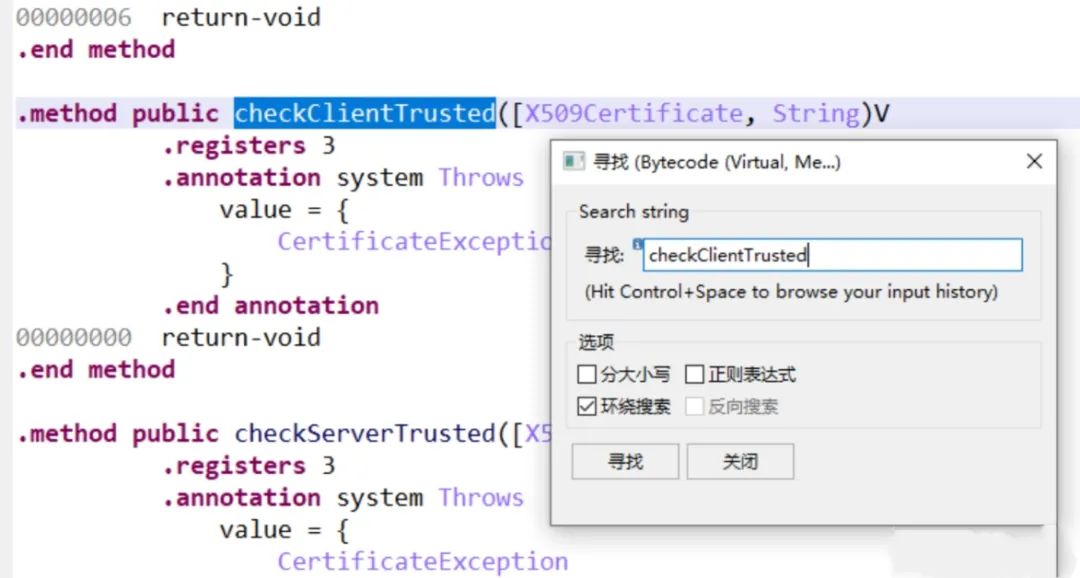 00000006 return-void
.end method
.method public checkClientTrusted([X509Certificate, String)V
.registers 3
.annotation system Throws
value = {
CertificateExceptio
}
.end annotation
00000000 return-void
.end method
.method public checkServerTrusted([X5
.registers 3
.annotation system Throws
value = {
CertificateException
寻找 (Bytecode (Virtual, Me...)
Search string
寻找: checkClientTrusted
(Hit Control+Space to browse your input history)
选项
分大小写 正则表达式
环绕搜索 反向搜索
寻找 关闭